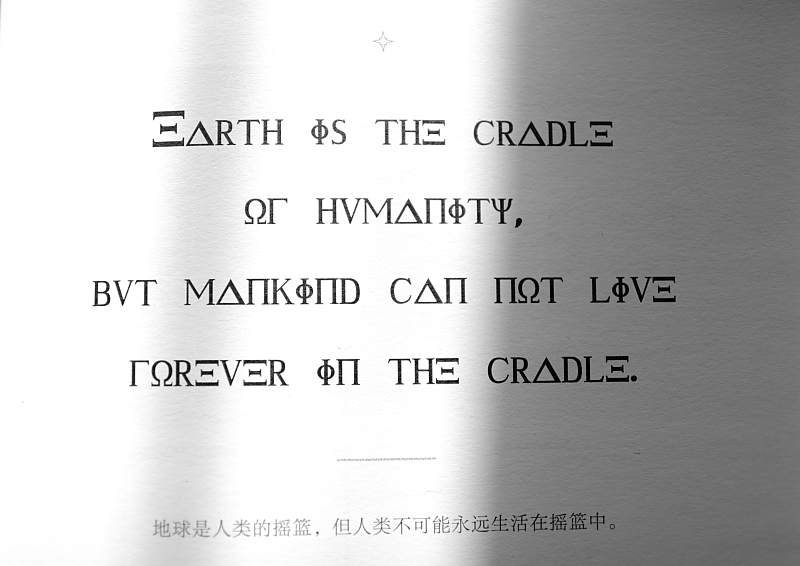 ΞΔRTH ΦS THΞ CRΔDLΞ
ΩΓ HVMΔΠΦTΨ,
BVT MΔΠKΦΠD CΔΠ ΠΩT LΦVΞ
ΓΩRΞVΞR ΦΠ THΞ CRΔDLΞ.
地球是人类的摇篮，但人类不可能永远生活在摇篮中。